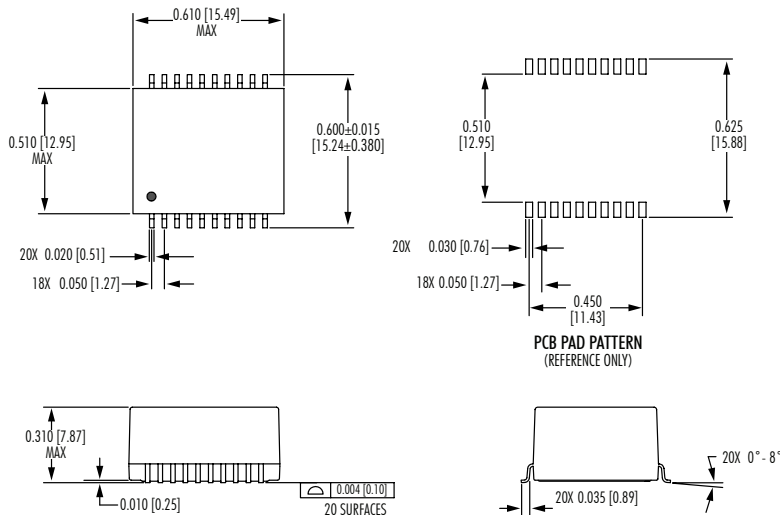 0.610 [15.49]
MAX
0.510 [12.95]
MAX
0.600±0.015
[15.24±0.380]
20X 0.020 [0.51]
18X 0.050 [1.27]
0.510
[12.95]
0.625
[15.88]
20X 0.030 [0.76]
18X 0.050 [1.27]
0.450
[11.43]
PCB PAD PATTERN
(REFERENCE ONLY)
0.310 [7.87]
MAX
0.010 [0.25]
0.004 [0.10]
20 SURFACES
20X 0°- 8°
20X 0.035 [0.89]